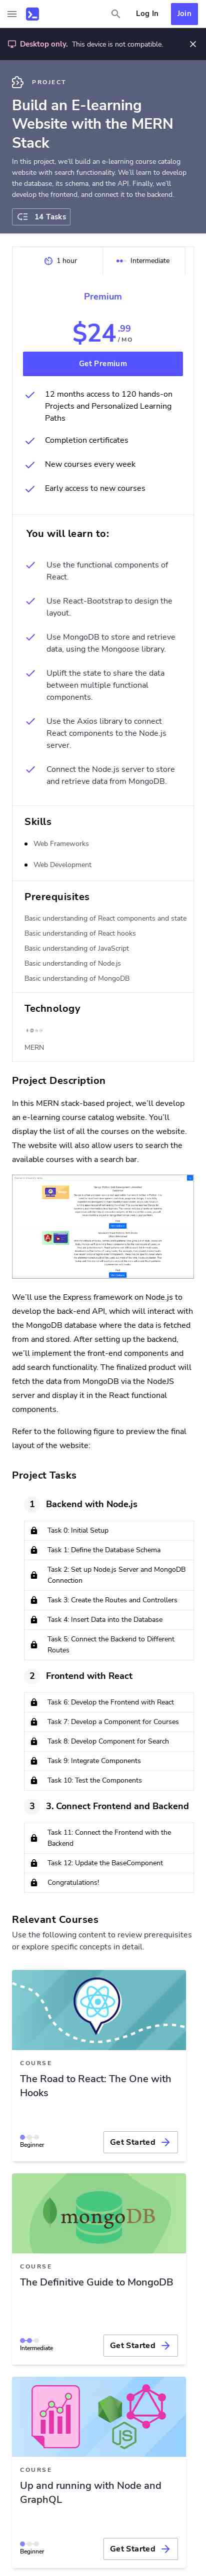 Log In
Join
Desktop only. This device is not compatible.
PROJECT
Build an E-learning
Website with the MERN
Stack
In this project, we'll build an e-learning course catalog
website with search functionality. We'll learn to develop
the database, its schema, and the API. Finally, we'll
develop the frontend, and connect it to the backend.
14 Tasks
1 hour
Intermediate
Premium
$24.99
/ MO
Get Premium
12 months access to 120 hands-on
Projects and Personalized Learning
Paths
Completion certificates
New courses every week
Early access to new courses
You will learn to:
Use the functional components of
React.
Use React-Bootstrap to design the
layout.
Use MongoDB to store and retrieve
data, using the Mongoose library.
Uplift the state to share the data
between multiple functional
components.
Use the Axios library to connect
React components to the Node.js
server.
Connect the Node.js server to store
and retrieve data from MongoDB.
Skills
Web Frameworks
Web Development
Prerequisites
Basic understanding of React components and state
Basic understanding of React hooks
Basic understanding of JavaScript
Basic understanding of Node.js
Basic understanding of MongoDB
Technology
MERN
Project Description
In this MERN stack-based project, we'll develop
an e-learning course catalog website. You'll
display the list of all the courses on the website.
The website will also allow users to search the
available courses with a search bar.
We'll use the Express framework on Node.js to
develop the back-end API, which will interact with
the MongoDB database where the data is fetched
from and stored. After setting up the backend,
we'll implement the front-end components and
add search functionality. The finalized product will
fetch the data from MongoDB via the NodeJS
server and display it in the React functional
components.
Refer to the following figure to preview the final
layout of the website:
Project Tasks
1 Backend with Node.js
Task 0: Initial Setup
Task 1: Define the Database Schema
Task 2: Set up Node.js Server and MongoDB
Connection
Task 3: Create the Routes and Controllers
Task 4: Insert Data into the Database
Task 5: Connect the Backend to Different
Routes
2 Frontend with React
Task 6: Develop the Frontend with React
Task 7: Develop a Component for Courses
Task 8: Develop Component for Search
Task 9: Integrate Components
Task 10: Test the Components
3 3. Connect Frontend and Backend
Task 11: Connect the Frontend with the
Backend
Task 12: Update the BaseComponent
Congratulations!
Relevant Courses
Use the following content to review prerequisites
or explore specific concepts in detail.
COURSE
The Road to React: The One with
Hooks
Beginner
Get Started
mongoDB
COURSE
The Definitive Guide to MongoDB
Intermediate
Get Started
COURSE
Up and running with Node and
GraphQL
Beginner
Get Started